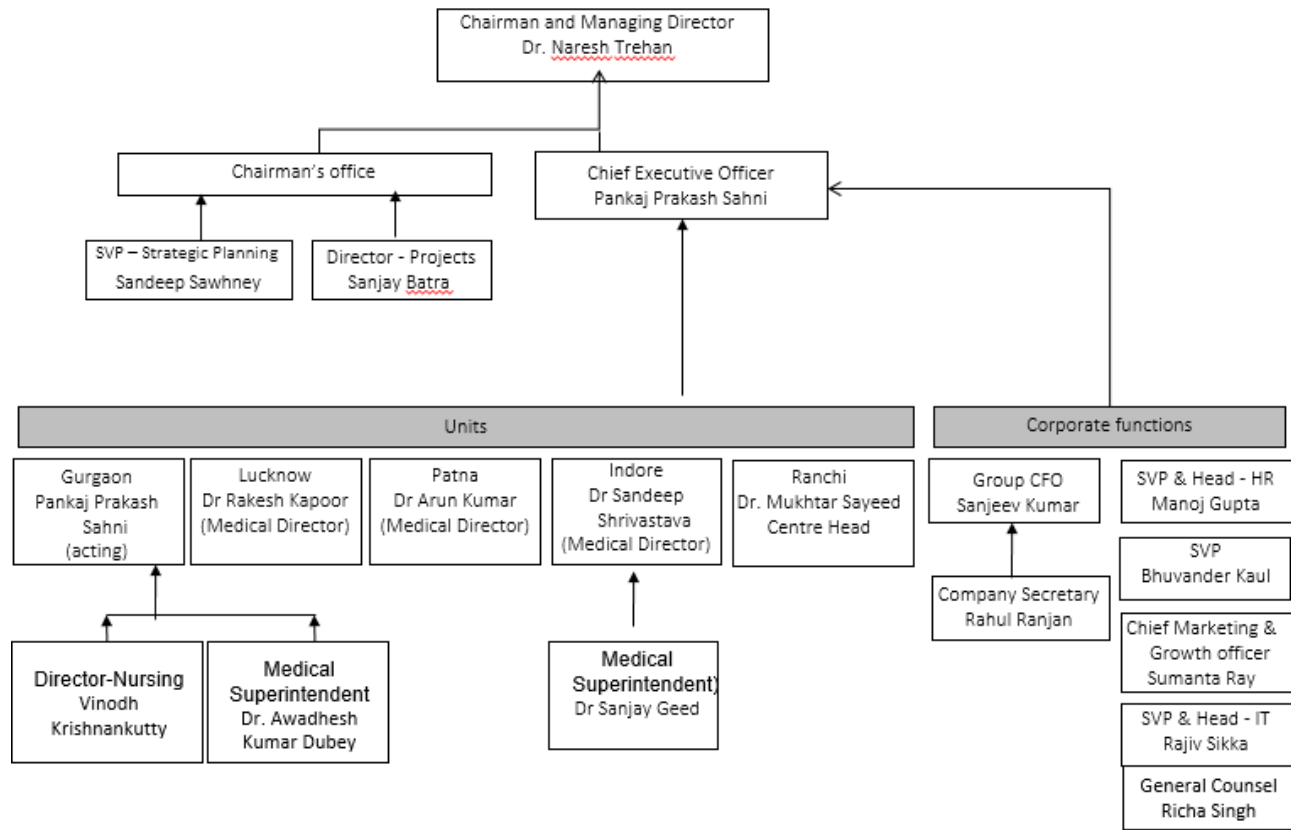 Chairman and Managing Director
Dr. Naresh Trehan
Chairman's office
Chief Executive Officer
Pankaj Prakash Sahni
SVP – Strategic Planning
Sandeep Sawhney
Director - Projects
Sanjay Batra
Units
Corporate functions
Gurgaon
Pankaj Prakash
Sahni
(acting)
Lucknow
Dr Rakesh Kapoor
(Medical Director)
Patna
Dr Arun Kumar
(Medical Director)
Indore
Dr Sandeep
Shrivastava
(Medical Director)
Ranchi
Dr. Mukhtar Sayeed
Centre Head
Group CFO
Sanjeev Kumar
SVP & Head - HR
Manoj Gupta
SVP
Bhuvander Kaul
Company Secretary
Rahul Ranjan
Chief Marketing &
Growth officer
Sumanta Ray
Director-Nursing
Vinodh
Krishnankutty
Medical
Superintendent
Dr. Awadhesh
Kumar Dubey
Medical
Superintendent)
Dr Sanjay Geed
SVP & Head - IT
Rajiv Sikka
General Counsel
Richa Singh